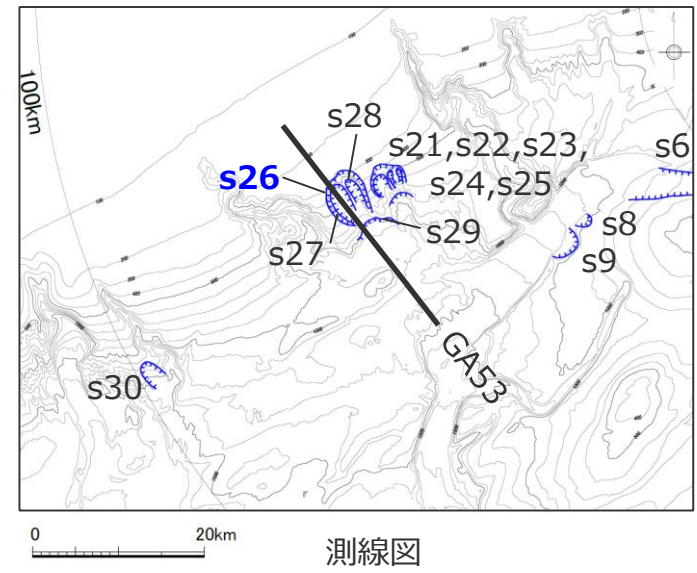 100km
s28
s21,s22,s23,
s24,s25
s6
s26
s29
s27
s8
s9
GA53
s30
0 20km
測線図